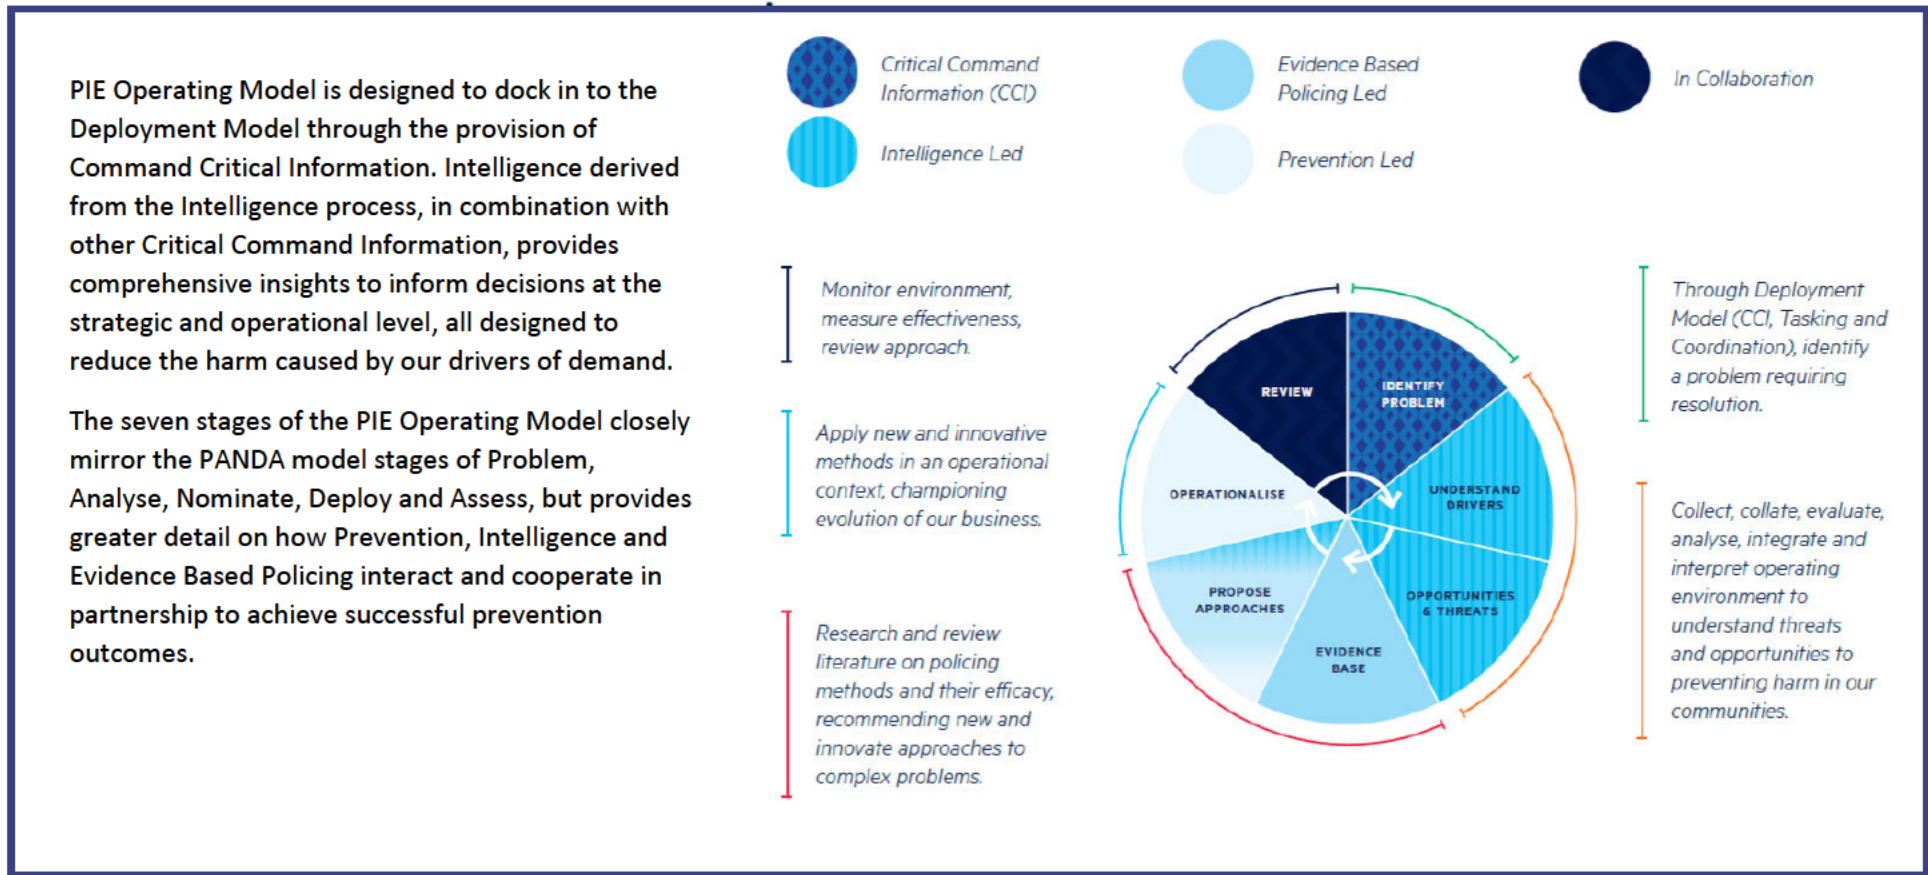 PIE Operating Model is designed to dock in to the
Deployment Model through the provision of
Command Critical Information. Intelligence derived
from the Intelligence process, in combination with
other Critical Command Information, provides
comprehensive insights to inform decisions at the
strategic and operational level, all designed to
reduce the harm caused by our drivers of demand.
The seven stages of the PIE Operating Model closely
mirror the PANDA model stages of Problem,
Analyse, Nominate, Deploy and Assess, but provides
greater detail on how Prevention, Intelligence and
Evidence Based Policing interact and cooperate in
partnership to achieve successful prevention
outcomes.
Critical Command
Information (CCI)
Intelligence Led
Evidence Based
Policing Led
Prevention Led
In Collaboration
Monitor environment,
measure effectiveness,
review approach.
Apply new and innovative
methods in an operational
context, championing
evolution of our business.
Research and review
literature on policing
methods and their efficacy,
recommending new and
innovate approaches to
complex problems.
REVIEW
IDENTIFY
PROBLEM
UNDERSTAND
DRIVERS
OPPORTUNITIES
& THREATS
EVIDENCE
BASE
PROPOSE
APPROACHES
OPERATIONALISE
Through Deployment
Model (CCI, Tasking and
Coordination), identify
a problem requiring
resolution.
Collect, collate, evaluate,
analyse, integrate and
interpret operating
environment to
understand threats
and opportunities to
preventing harm in our
communities.